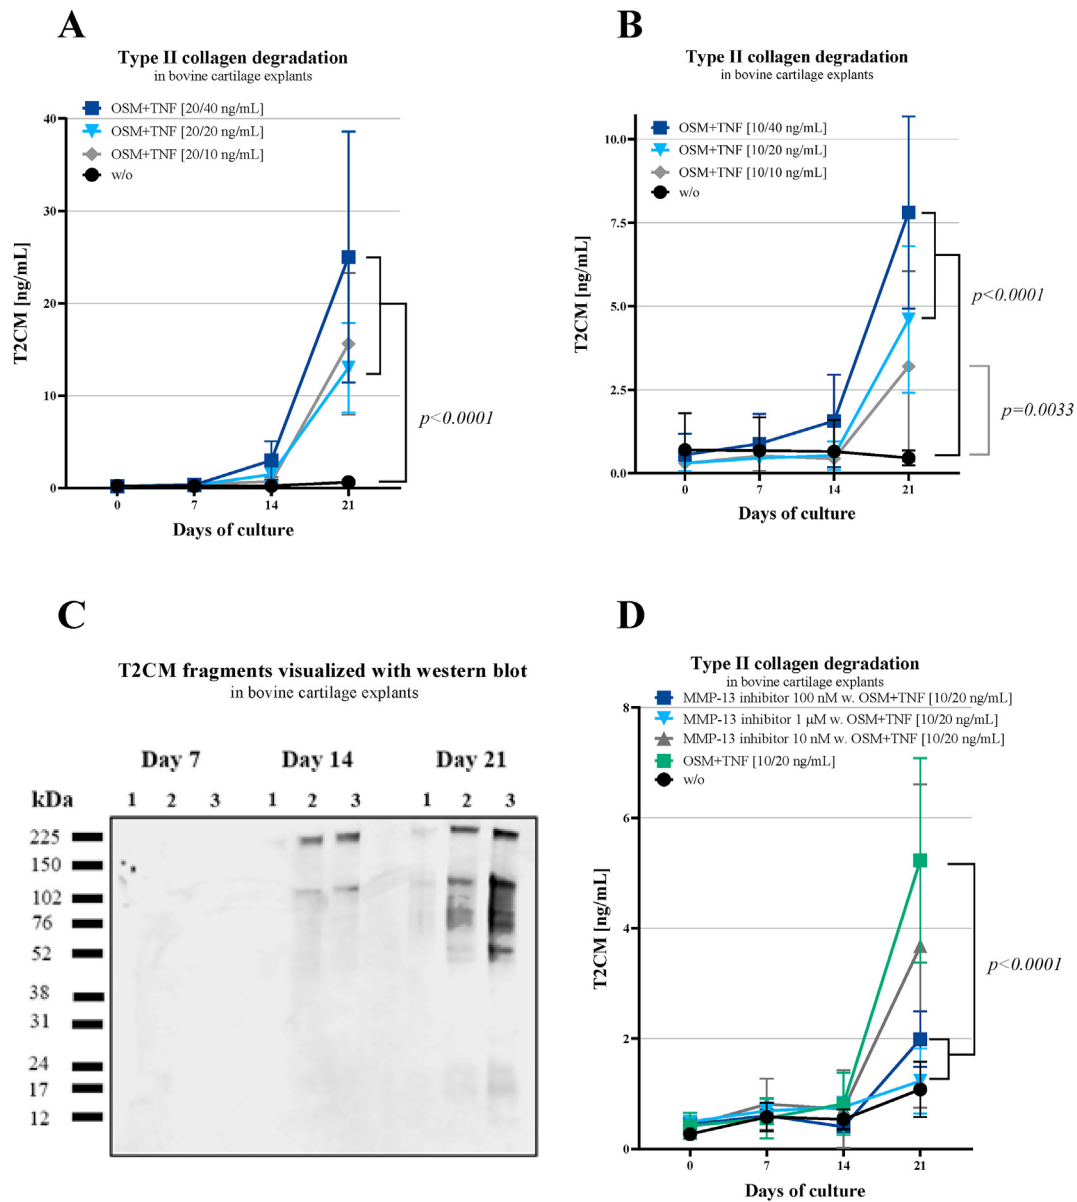 A
Type II collagen degradation
in bovine cartilage explants
OSM+TNF [20/40 ng/mL]
OSM+TNF [20/20 ng/mL]
OSM+TNF [20/10 ng/mL]
w/o
40
30
20
10
0
T2CM [ng/mL]
0 7 14 21
Days of culture
p<0.0001
B
Type II collagen degradation
in bovine cartilage explants
OSM+TNF [10/40 ng/mL]
OSM+TNF [10/20 ng/mL]
OSM+TNF [10/10 ng/mL]
w/o
10.0
7.5
5.0
2.5
0.0
T2CM [ng/mL]
0 7 14 21
Days of culture
p<0.0001
p=0.0033
C
T2CM fragments visualized with western blot
in bovine cartilage explants
Day 7 Day 14 Day 21
kDa 1 2 3 1 2 3 1 2 3
225
150
102
76
52
38
31
24
17
12
D
Type II collagen degradation
in bovine cartilage explants
MMP-13 inhibitor 100 nM w. OSM+TNF [10/20 ng/mL]
MMP-13 inhibitor 1 µM w. OSM+TNF [10/20 ng/mL]
MMP-13 inhibitor 10 nM w. OSM+TNF [10/20 ng/mL]
OSM+TNF [10/20 ng/mL]
w/o
8
6
4
2
0
T2CM [ng/mL]
0 7 14 21
Days of culture
p<0.0001